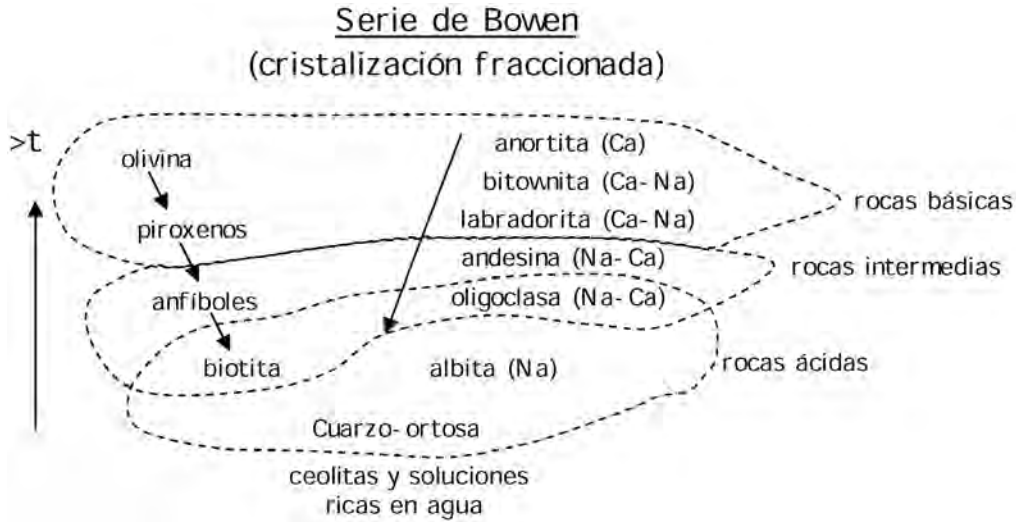 Serie de Bowen
(cristalización fraccionada)
>t
olivina
piroxenos
anfíboles
biotita
anortita (Ca)
bitownita (Ca-Na)
labradorita (Ca-Na)
andesina (Na-Ca)
oligoclasa (Na-Ca)
álbita (Na)
Cuarzo-ortosa
rocas básicas
rocas intermedias
rocas ácidas
ceolitas y soluciones
ricas en agua